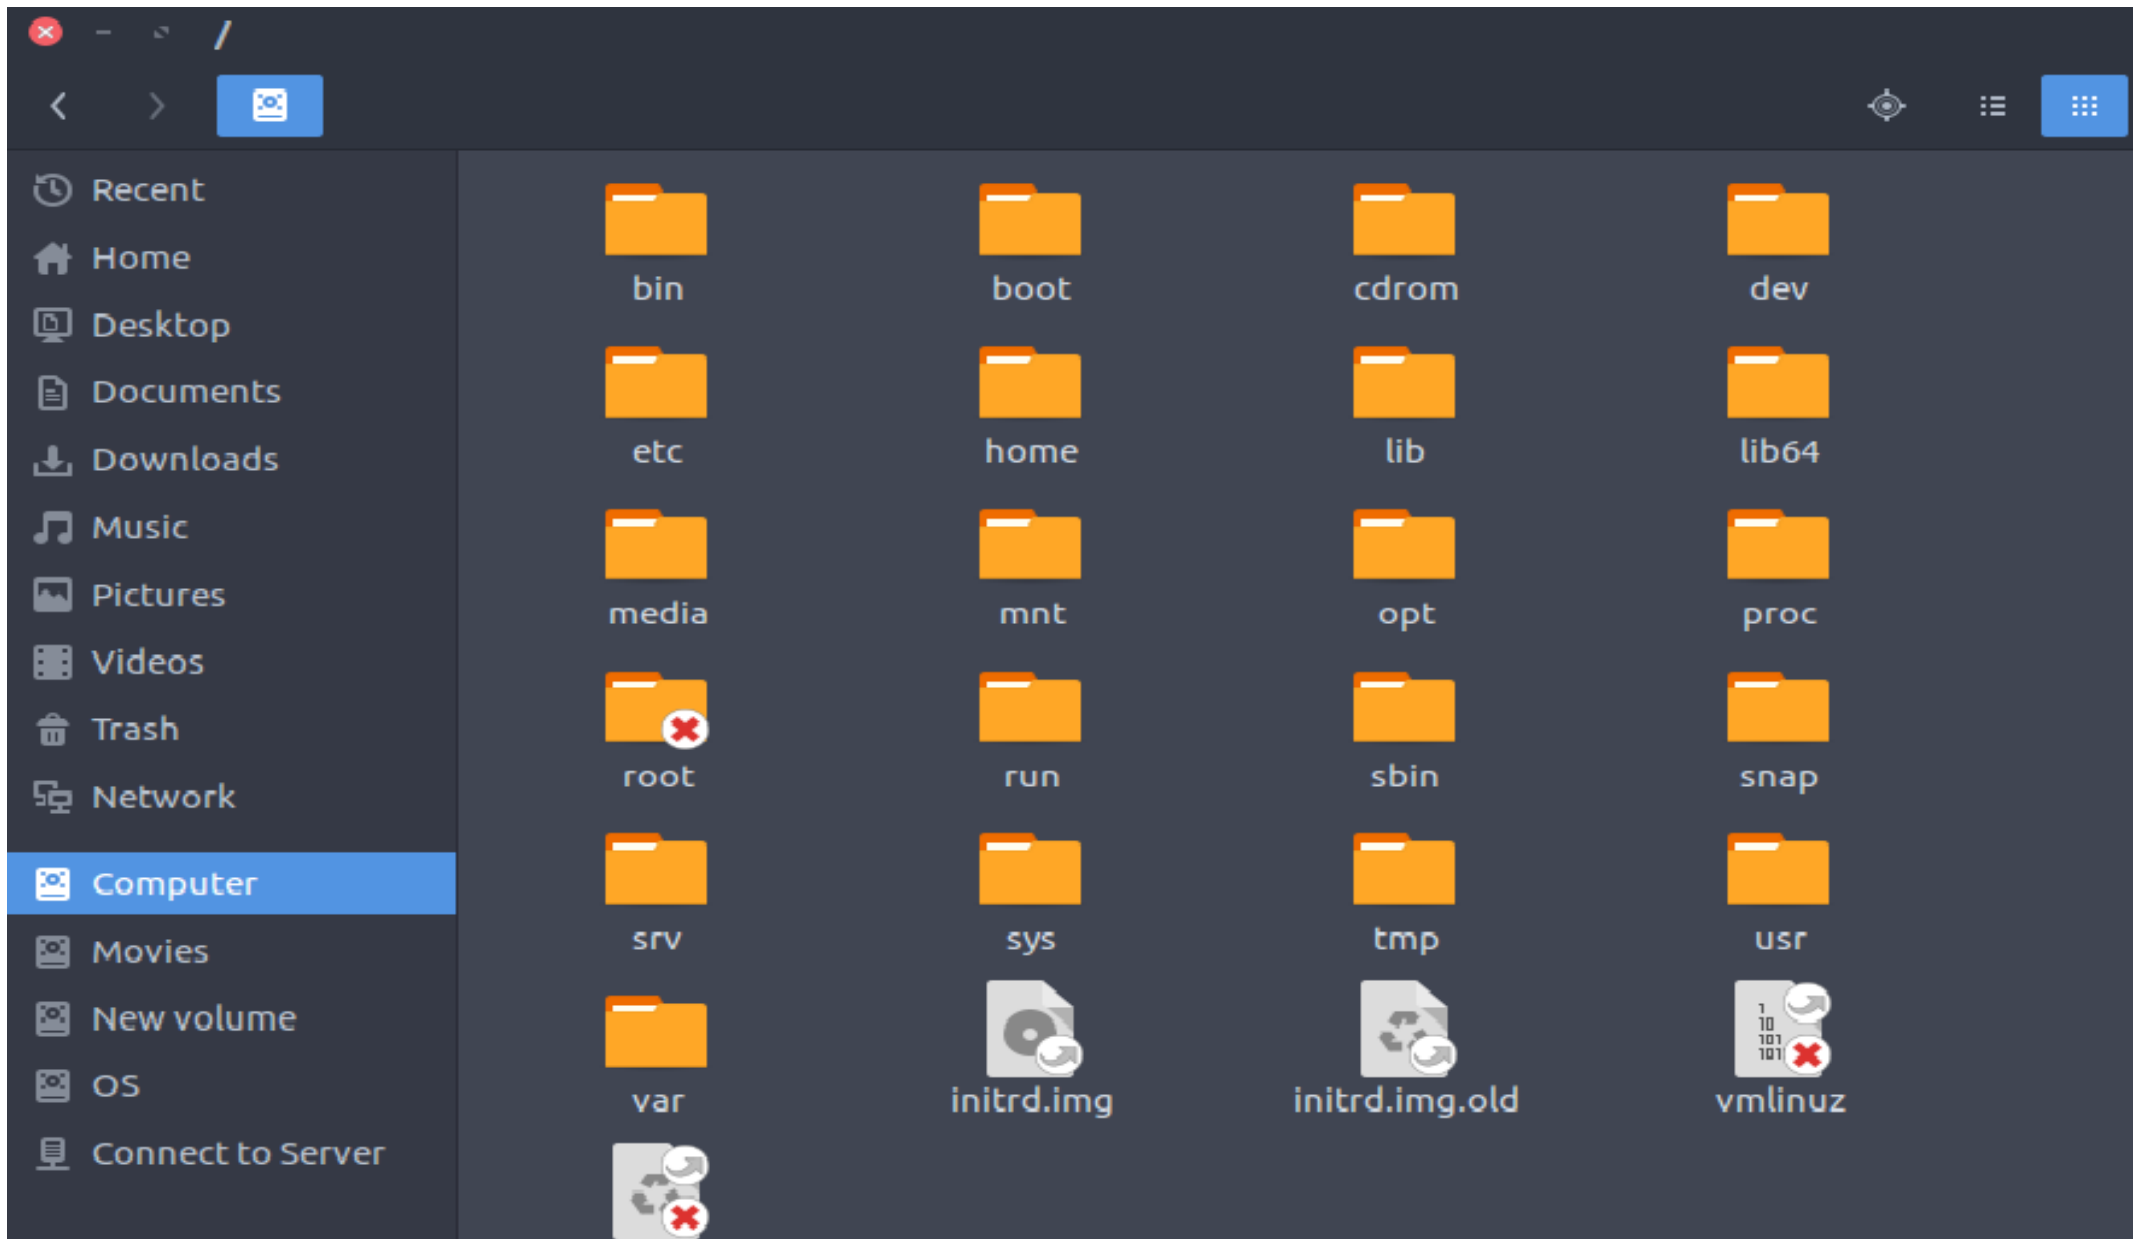 /
Recent
Home
Desktop
Documents
Downloads
Music
Pictures
Videos
Trash
Network
Computer
Movies
New volume
OS
Connect to Server
bin boot cdrom dev
etc home lib lib64
media mnt opt proc
root run sbin snap
srv sys tmp usr
var initrd.img initrd.img.old vmlinuz